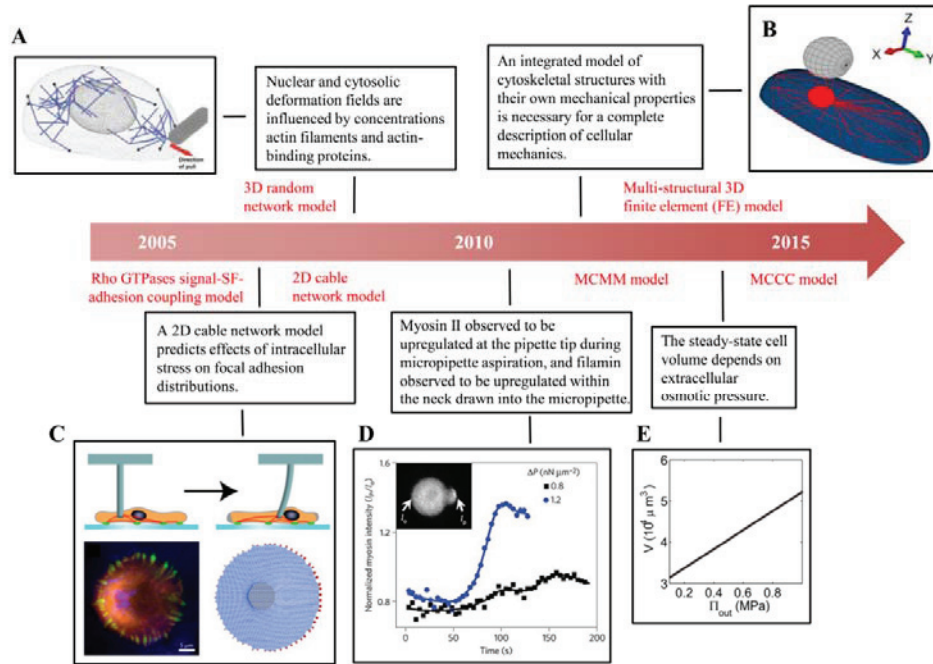 A
Direction
of pull
Nuclear and cytosolic
deformation fields are
influenced by concentrations
actin filaments and actin-
binding proteins.
An integrated model of
cytoskeletal structures with
their own mechanical properties
is necessary for a complete
description of cellular
mechanics.
B
Z
X
Y
3D random
network model
Multi-structural 3D
finite element (FE) model
2005
2010
2015
Rho GTPases signal-SF-
adhesion coupling model
2D cable
network model
MCMM model
MCCC model
A 2D cable network model
predicts effects of intracellular
stress on focal adhesion
distributions.
Myosin II observed to be
upregulated at the pipette tip during
micropipette aspiration, and filamin
observed to be upregulated within
the neck drawn into the micropipette.
The steady-state cell
volume depends on
extracellular
osmotic pressure.
C
D
1.6
1.4
1.2
1.0
0.8
0.6
Normalized myosin intensity
ΔP (nN μm⁻²)
0.8
1.2
0
50
100
150
200
Time (s)
E
6
5
4
3
V (10⁴ μ m³)
0.2
0.4
0.6
0.8
Π_out (MPa)